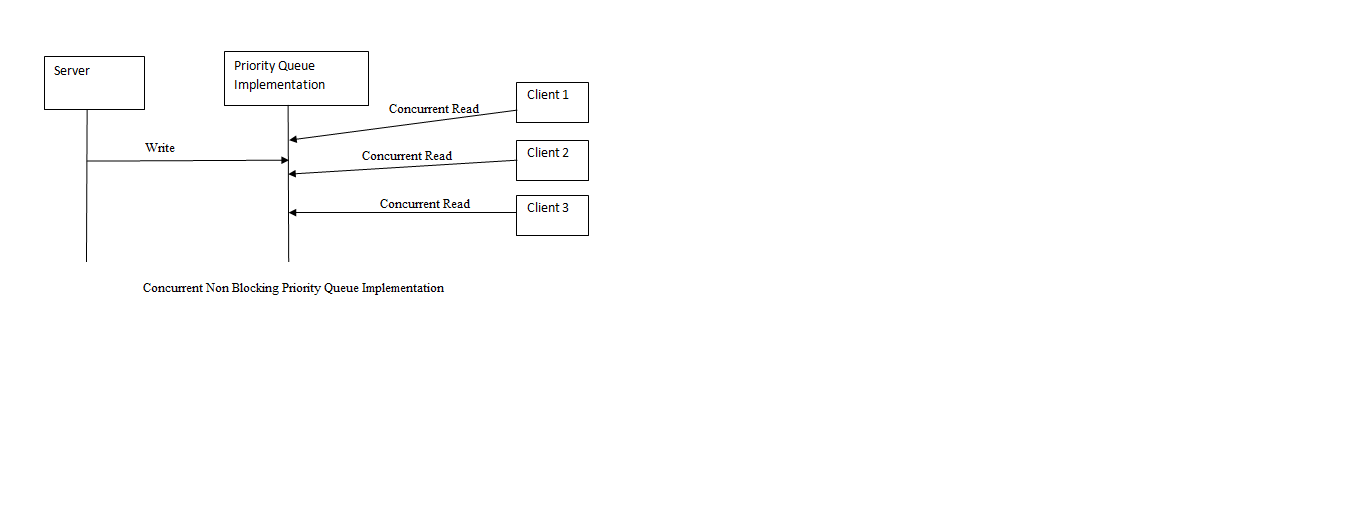 Server
Priority Queue
Implementation
Client 1
Concurrent Read
Write
Client 2
Concurrent Read
Client 3
Concurrent Read
Concurrent Non Blocking Priority Queue Implementation